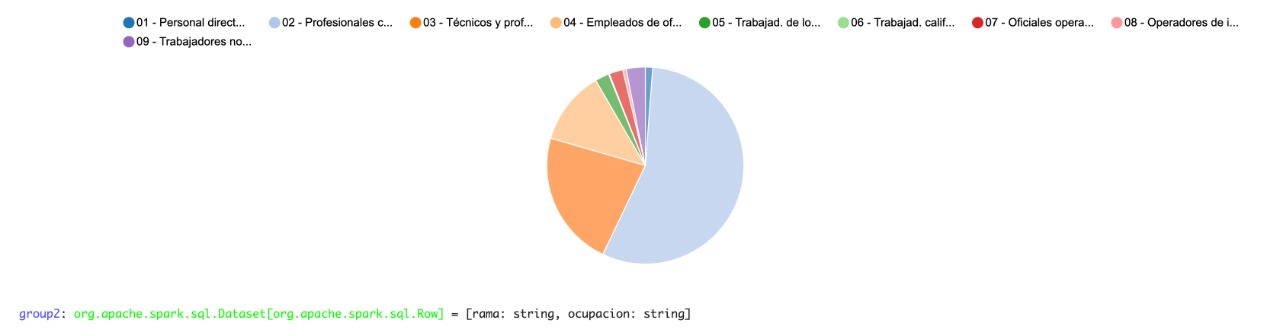 01 - Personal direct... 02 - Profesionales c... 03 - Técnicos y prof... 04 - Empleados de of... 05 - Trabajad. de lo... 06 - Trabajad. calif... 07 - Oficiales opera... 08 - Operadores de i...
09 - Trabajadores no...
group2: org.apache.spark.sql.Dataset[org.apache.spark.sql.Row] = [rama: string, ocupacion: string]